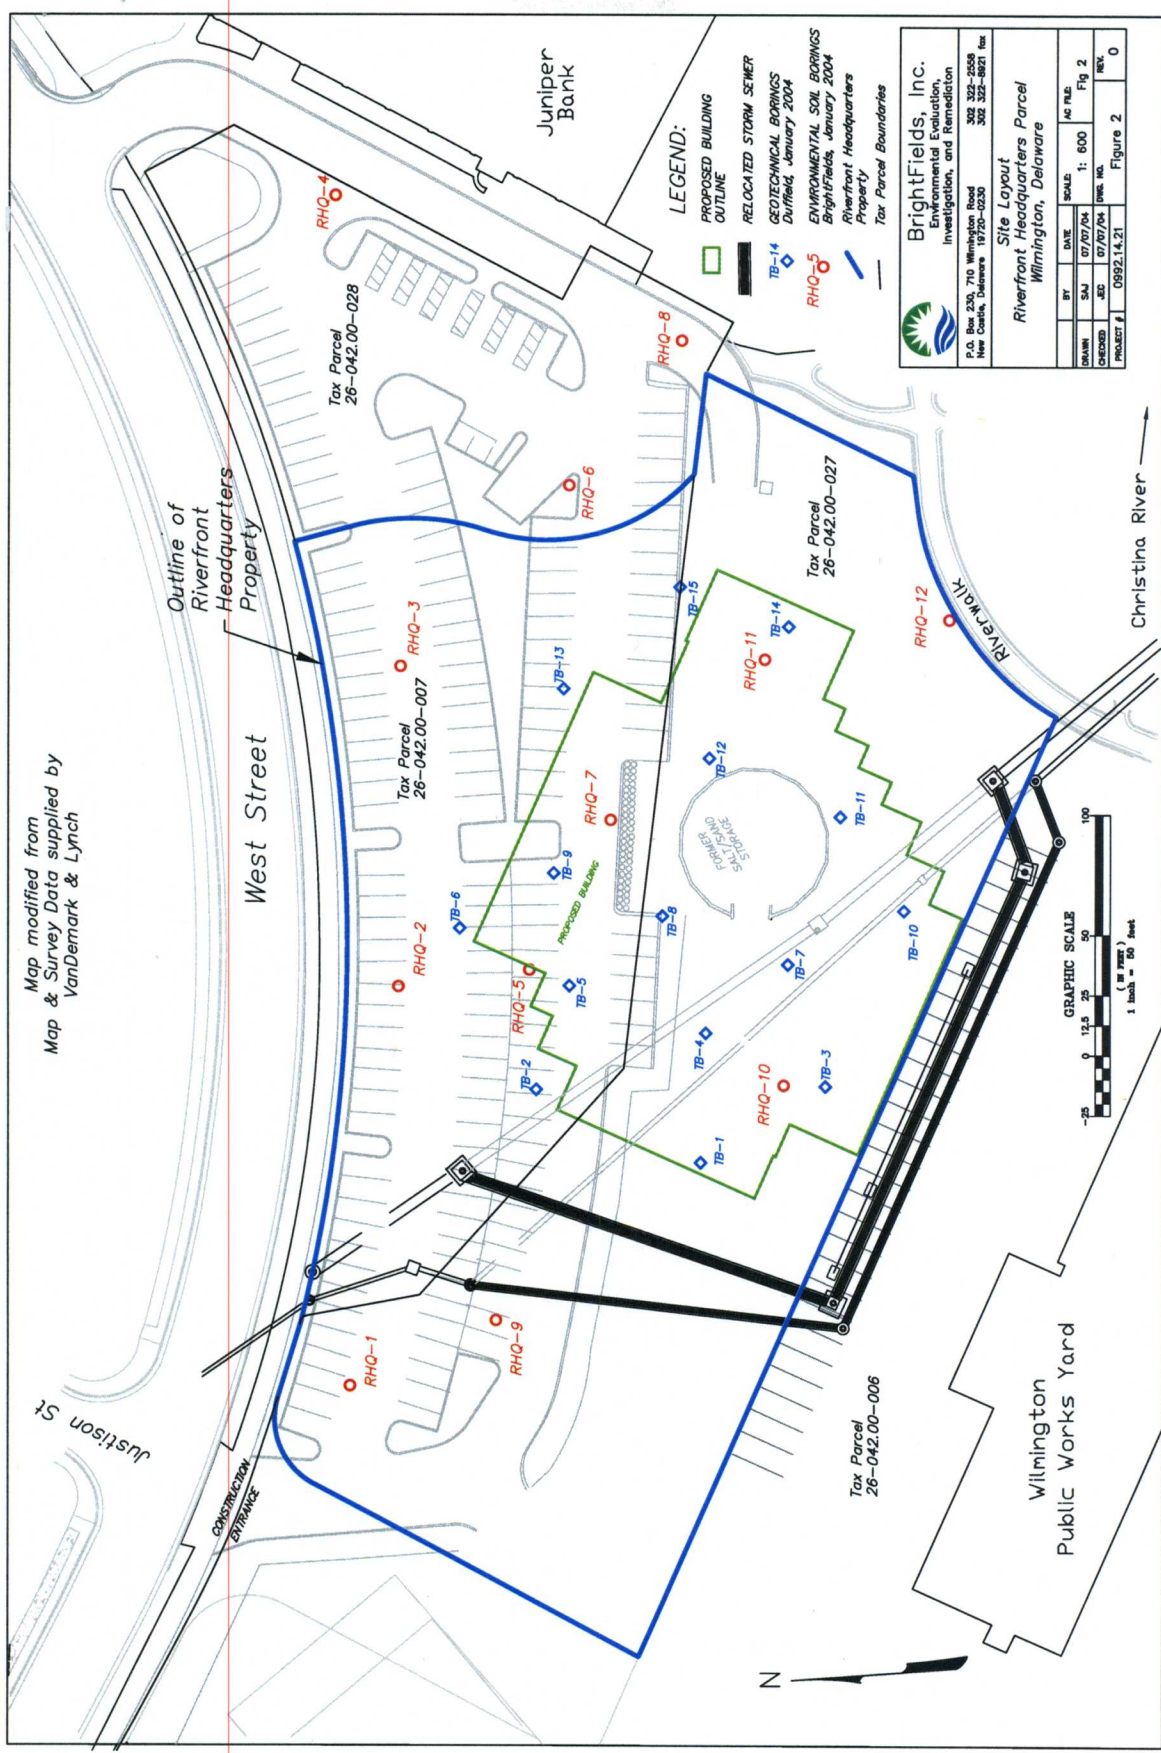 Map modified from
Map & Survey Data supplied by
VanDemark & Lynch
Justison St
West Street
Outline of
Riverfront
Headquarters
Property
CONSTRUCTION
ENTRANCE
Juniper
Bank
Tax Parcel
26-042.00-028
Tax Parcel
26-042.00-007
Tax Parcel
26-042.00-027
Tax Parcel
26-042.00-006
RHQ-1
RHQ-2
RHQ-3
RHQ-4
RHQ-5
RHQ-6
RHQ-7
RHQ-8
RHQ-9
RHQ-10
RHQ-11
RHQ-12
TB-1
TB-2
TB-3
TB-4
TB-5
TB-6
TB-7
TB-8
TB-9
TB-10
TB-11
TB-12
TB-13
TB-14
TB-15
PROPOSED BUILDING
FORMER
SALT/SAND
STORAGE
Riverwalk
Christina River
Wilmington
Public Works Yard
N
GRAPHIC SCALE
-25 0 12.5 25 50 100
( IN FEET )
1 inch = 50 feet
LEGEND:
PROPOSED BUILDING
OUTLINE
RELOCATED STORM SEWER
TB-14
GEOTECHNICAL BORINGS
Duffield, January 2004
RHQ-5
ENVIRONMENTAL SOIL BORINGS
BrightFields, January 2004
Riverfront Headquarters
Property
Tax Parcel Boundaries
BrightFields, Inc.
Environmental Evaluation,
Investigation, and Remediaton
P.O. Box 230, 710 Wilmington Road 302 322-2558
New Castle, Delaware 19720-0230 302 322-8921 fax
Site Layout
Riverfront Headquarters Parcel
Wilmington, Delaware
BY DATE SCALE: AC FILE:
DRAWN SAJ 07/07/04 1: 600 Fig 2
CHECKED JEC 07/07/04 DWG. NO. REV.
PROJECT # 0992.14.21 Figure 2 0